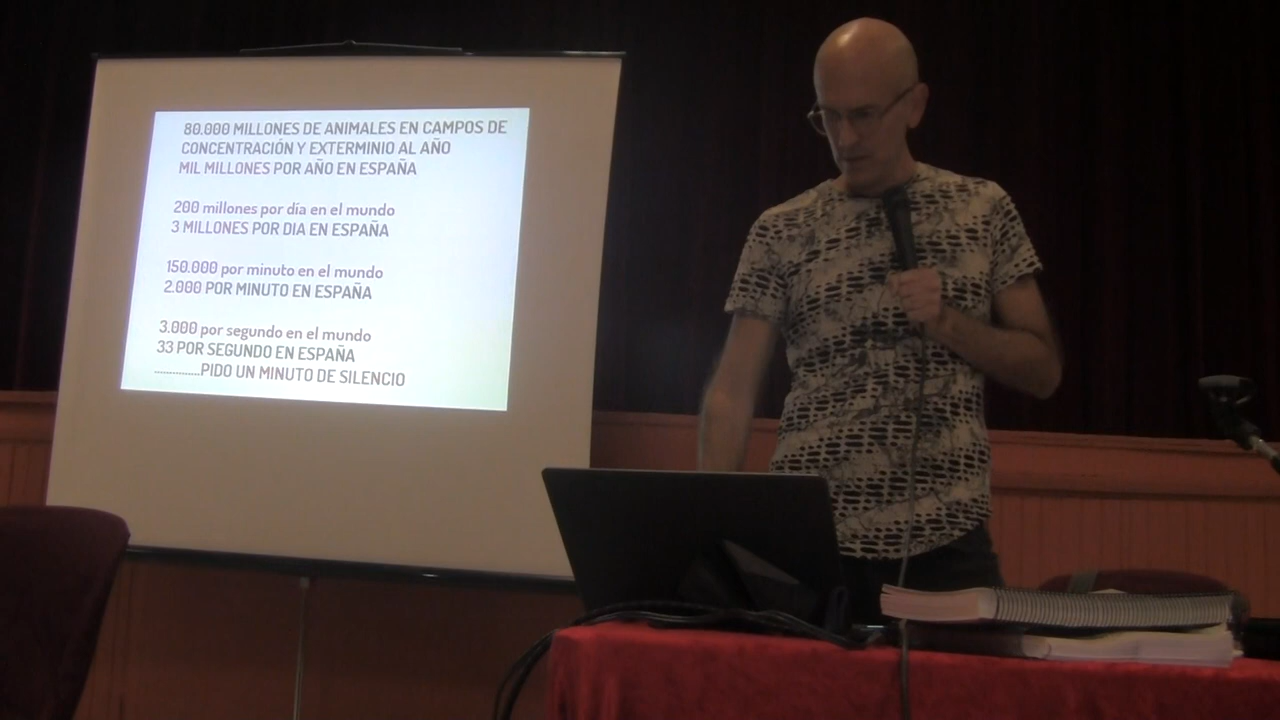 80.000 MILLONES DE ANIMALES EN CAMPOS DE
CONCENTRACIÓN Y EXTERMINIO AL AÑO
MIL MILLONES POR AÑO EN ESPAÑA
200 millones por día en el mundo
3 MILLONES POR DIA EN ESPAÑA
150.000 por minuto en el mundo
2.000 POR MINUTO EN ESPAÑA
3.000 por segundo en el mundo
33 POR SEGUNDO EN ESPAÑA
...............PIDO UN MINUTO DE SILENCIO